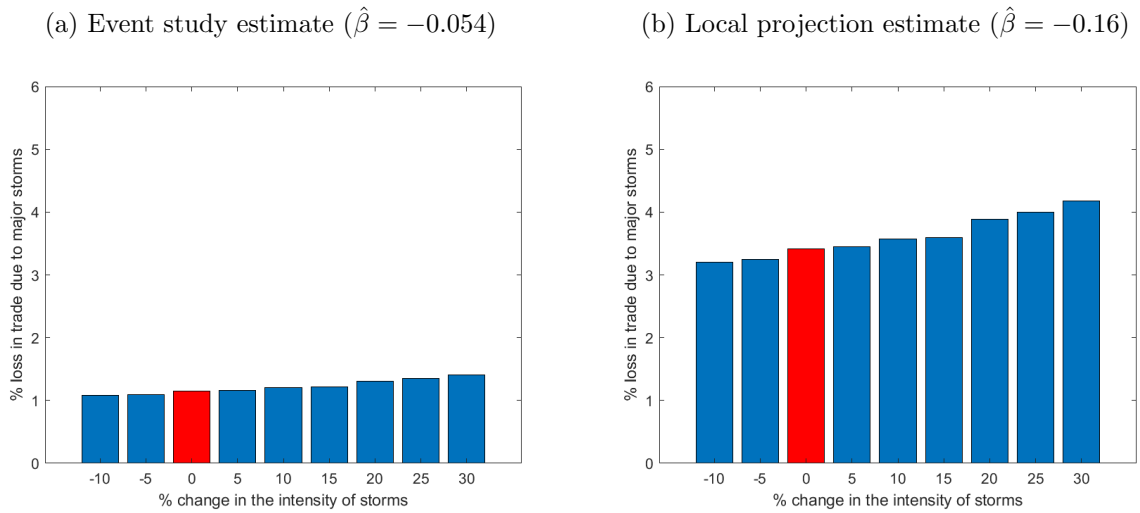 (a) Event study estimate (β̂ = −0.054)
(b) Local projection estimate (β̂ = −0.16)
% loss in trade due to major storms
6
5
4
3
2
1
0
-10 -5 0 5 10 15 20 25 30
% change in the intensity of storms
% loss in trade due to major storms
6
5
4
3
2
1
0
-10 -5 0 5 10 15 20 25 30
% change in the intensity of storms